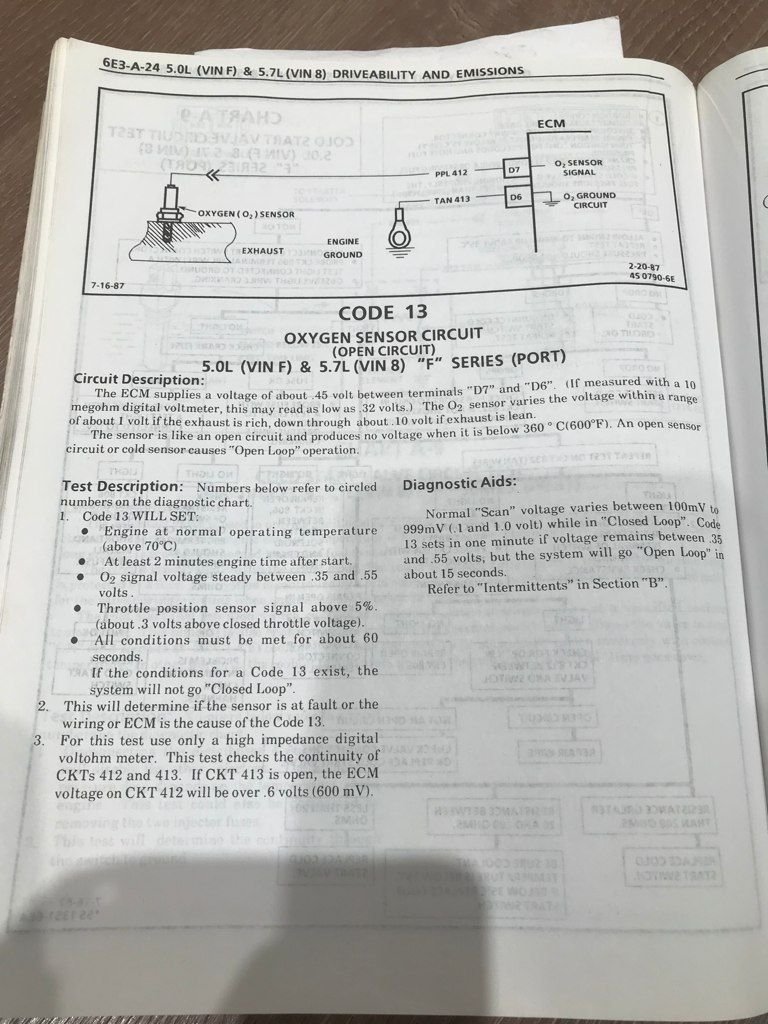 6E3-A-24 5.0L (VIN F) & 5.7L (VIN 8) DRIVEABILITY AND EMISSIONS
ECM
PPL 412
D7
O2 SENSOR
SIGNAL
TAN 413
D6
O2 GROUND
CIRCUIT
OXYGEN (O2) SENSOR
EXHAUST
ENGINE
GROUND
7-16-87
2-20-87
4S 0790-6E
CODE 13
OXYGEN SENSOR CIRCUIT
(OPEN CIRCUIT)
5.0L (VIN F) & 5.7L (VIN 8) "F" SERIES (PORT)
Circuit Description:
The ECM supplies a voltage of about .45 volt between terminals "D7" and "D6". (If measured with a 10
megohm digital voltmeter, this may read as low as .32 volts.) The O2 sensor varies the voltage within a range
of about 1 volt if the exhaust is rich, down through about .10 volt if exhaust is lean.
The sensor is like an open circuit and produces no voltage when it is below 360 ° C(600°F). An open sensor
circuit or cold sensor causes "Open Loop" operation.
Test Description: Numbers below refer to circled
numbers on the diagnostic chart.
1. Code 13 WILL SET:
● Engine at normal operating temperature
(above 70°C)
● At least 2 minutes engine time after start.
● O2 signal voltage steady between .35 and .55
volts .
● Throttle position sensor signal above 5%.
(about .3 volts above closed throttle voltage).
● All conditions must be met for about 60
seconds.
If the conditions for a Code 13 exist, the
system will not go "Closed Loop".
2. This will determine if the sensor is at fault or the
wiring or ECM is the cause of the Code 13.
3. For this test use only a high impedance digital
voltohm meter. This test checks the continuity of
CKTs 412 and 413. If CKT 413 is open, the ECM
voltage on CKT 412 will be over .6 volts (600 mV).
Diagnostic Aids:
Normal "Scan" voltage varies between 100mV to
999mV (.1 and 1.0 volt) while in "Closed Loop". Code
13 sets in one minute if voltage remains between .35
and .55 volts, but the system will go "Open Loop" in
about 15 seconds.
Refer to "Intermittents" in Section "B".